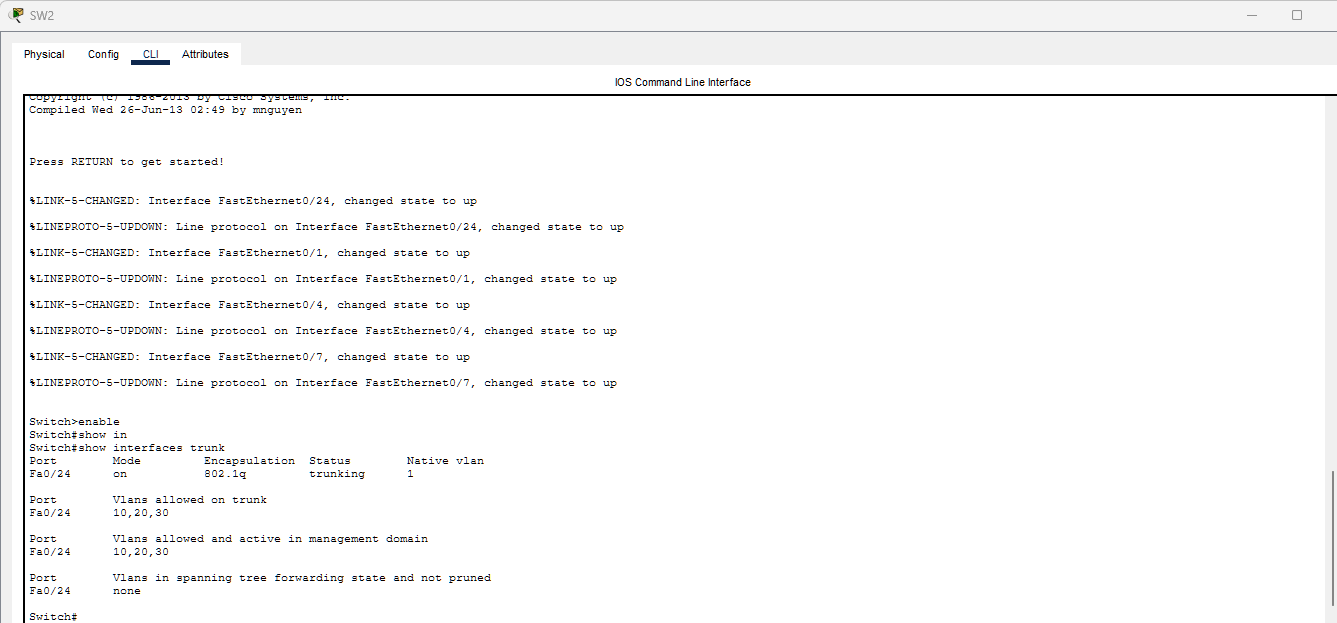 SW2
Physical Config CLI Attributes
IOS Command Line Interface
Copyright (c) 1986-2013 by Cisco Systems, Inc.
Compiled Wed 26-Jun-13 02:49 by mnguyen
Press RETURN to get started!
%LINK-5-CHANGED: Interface FastEthernet0/24, changed state to up
%LINEPROTO-5-UPDOWN: Line protocol on Interface FastEthernet0/24, changed state to up
%LINK-5-CHANGED: Interface FastEthernet0/1, changed state to up
%LINEPROTO-5-UPDOWN: Line protocol on Interface FastEthernet0/1, changed state to up
%LINK-5-CHANGED: Interface FastEthernet0/4, changed state to up
%LINEPROTO-5-UPDOWN: Line protocol on Interface FastEthernet0/4, changed state to up
%LINK-5-CHANGED: Interface FastEthernet0/7, changed state to up
%LINEPROTO-5-UPDOWN: Line protocol on Interface FastEthernet0/7, changed state to up
Switch>enable
Switch#show in
Switch#show interfaces trunk
Port        Mode         Encapsulation  Status        Native vlan
Fa0/24      on           802.1q         trunking      1
Port        Vlans allowed on trunk
Fa0/24      10,20,30
Port        Vlans allowed and active in management domain
Fa0/24      10,20,30
Port        Vlans in spanning tree forwarding state and not pruned
Fa0/24      none
Switch#